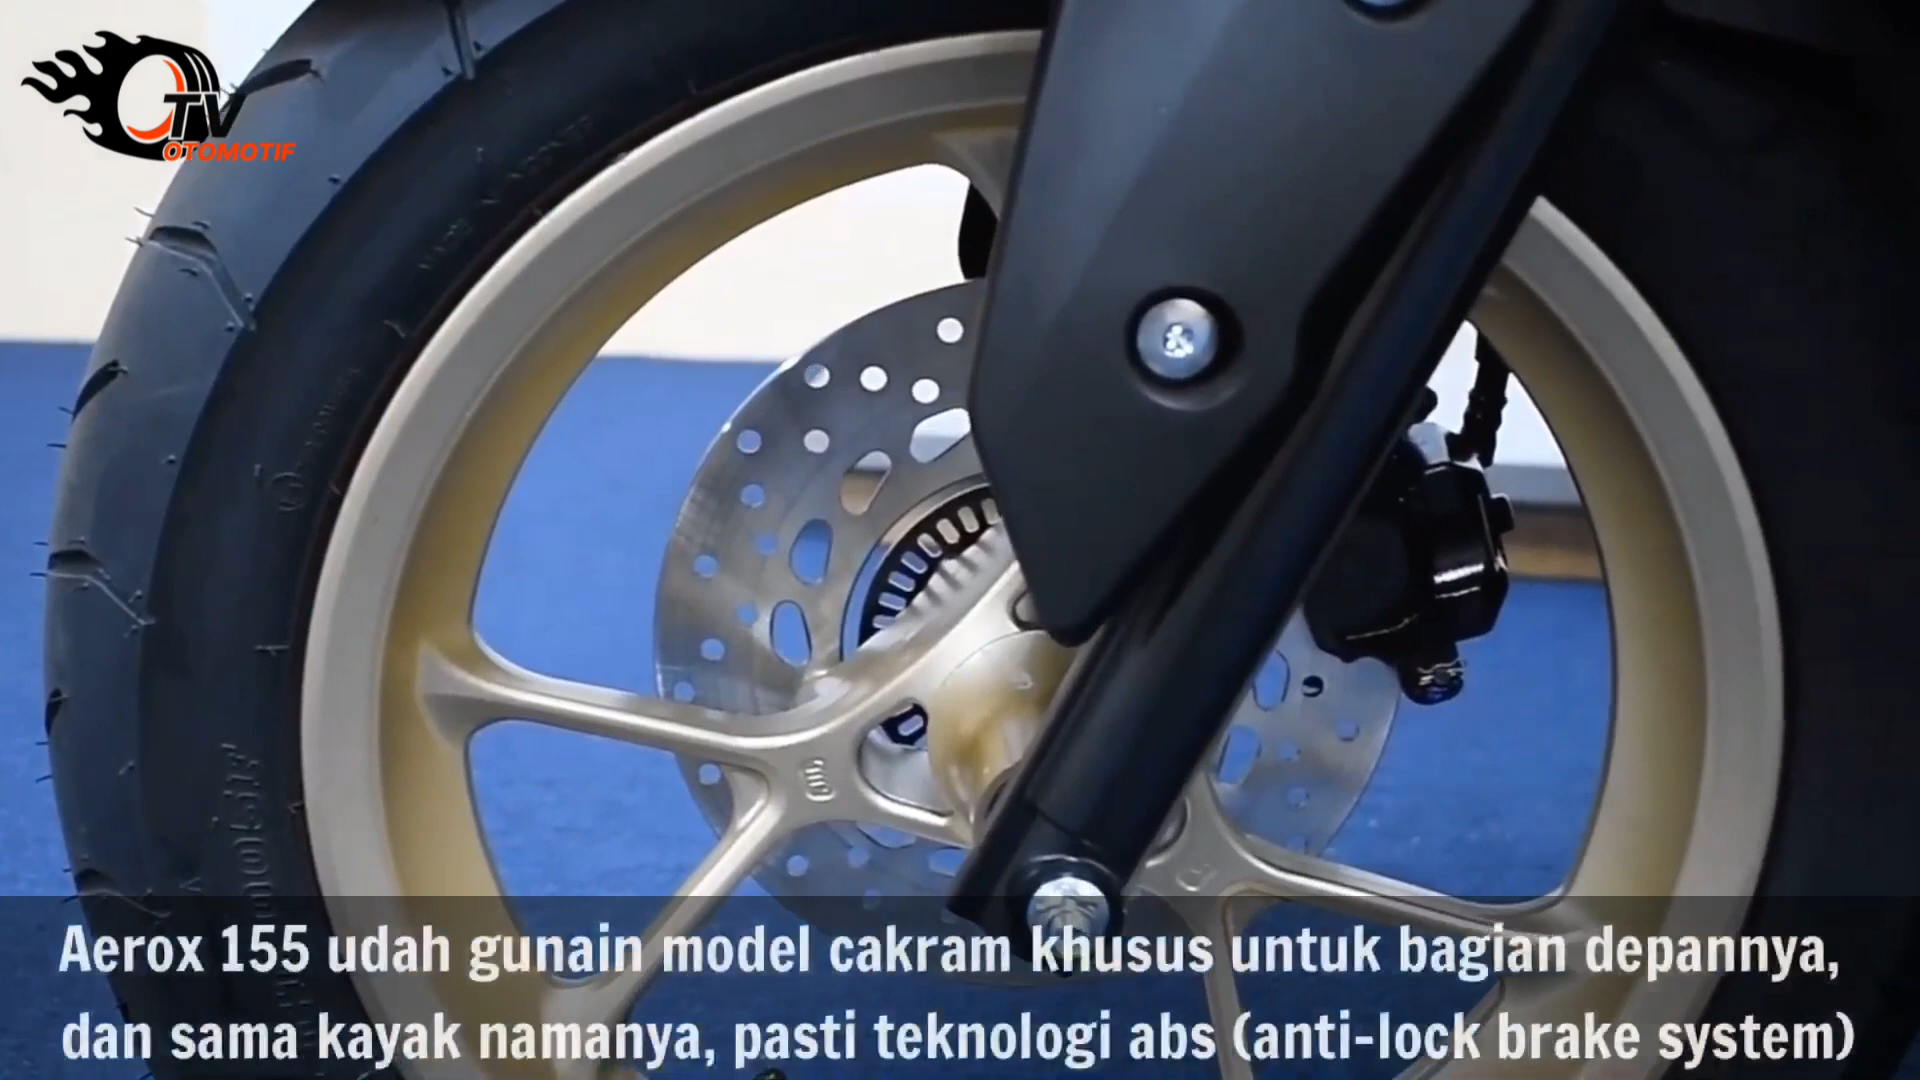 OTV
OTOMOTIF
Aerox 155 udah gunain model cakram khusus untuk bagian depannya,
dan sama kayak namanya, pasti teknologi abs (anti-lock brake system)